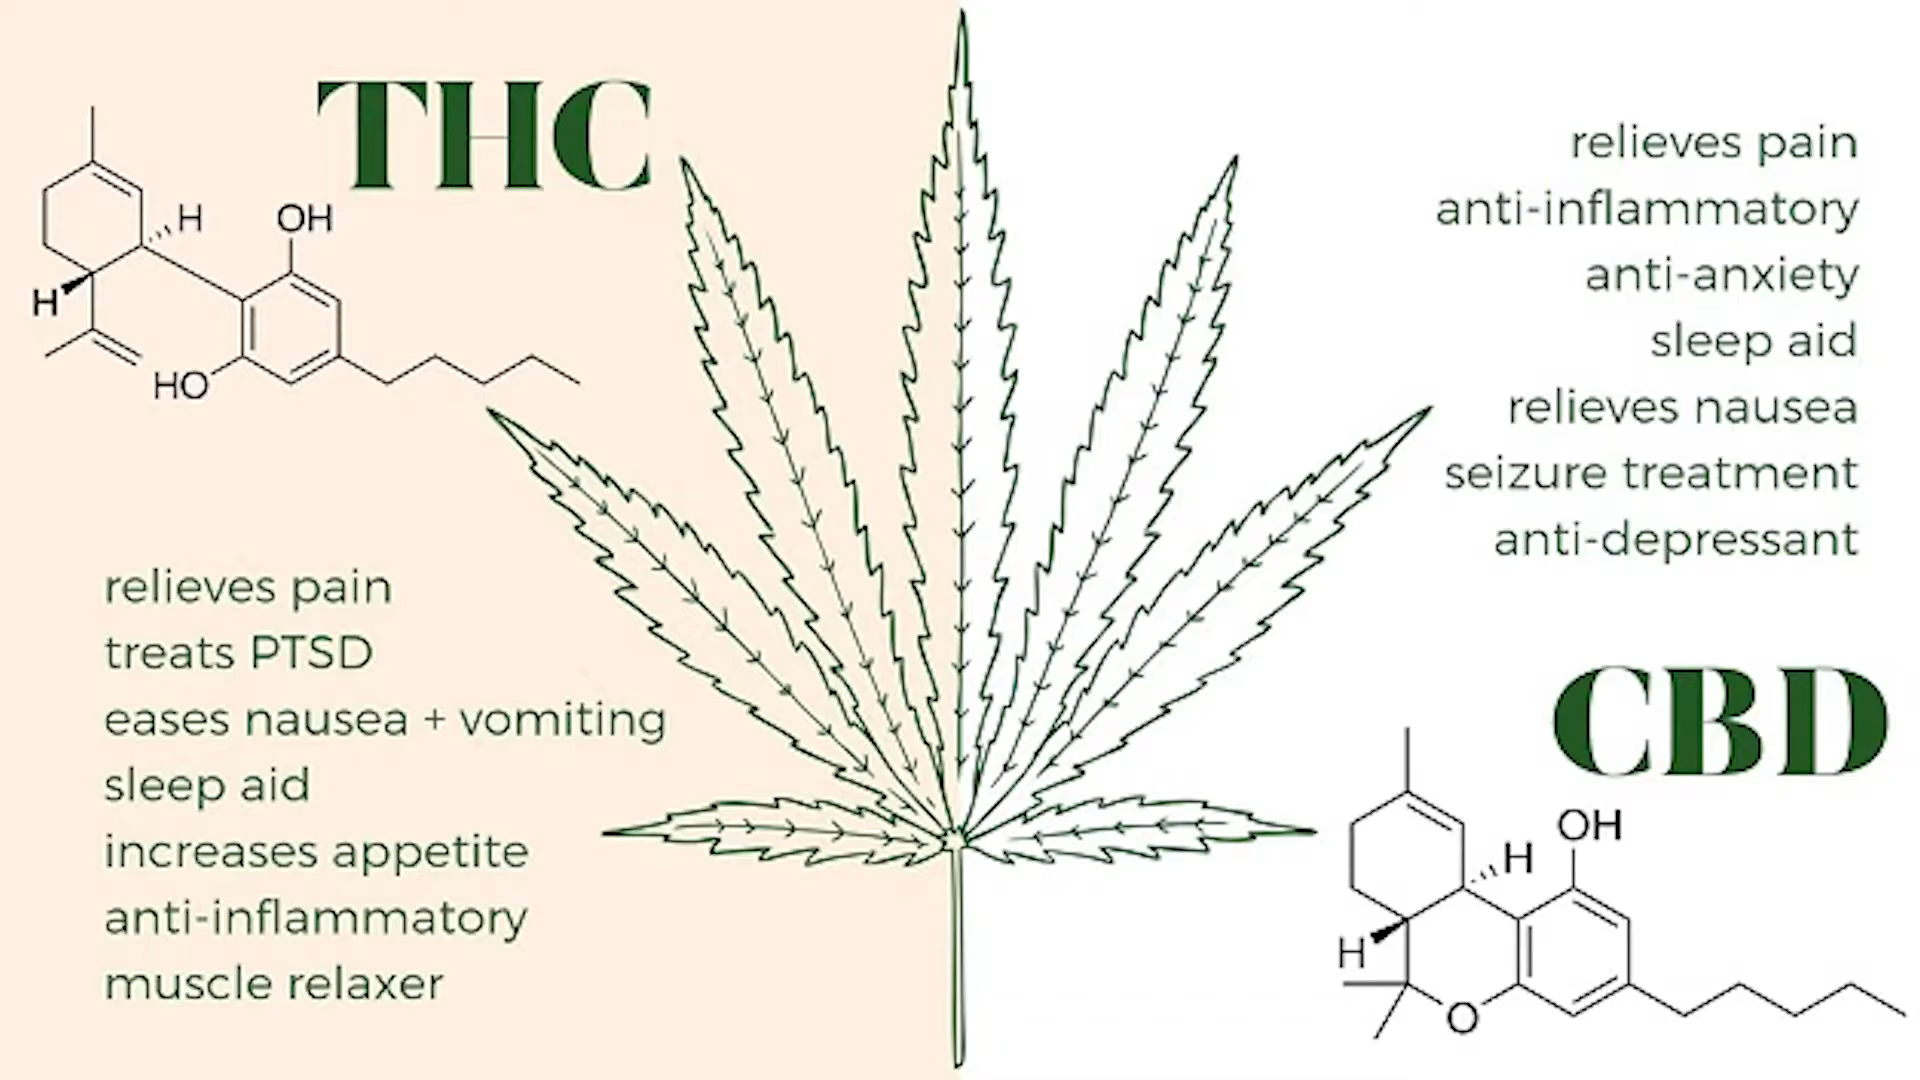 THC
H
OH
H
HO
relieves pain
treats PTSD
eases nausea + vomiting
sleep aid
increases appetite
anti-inflammatory
muscle relaxer
relieves pain
anti-inflammatory
anti-anxiety
sleep aid
relieves nausea
seizure treatment
anti-depressant
CBD
OH
H
H
O